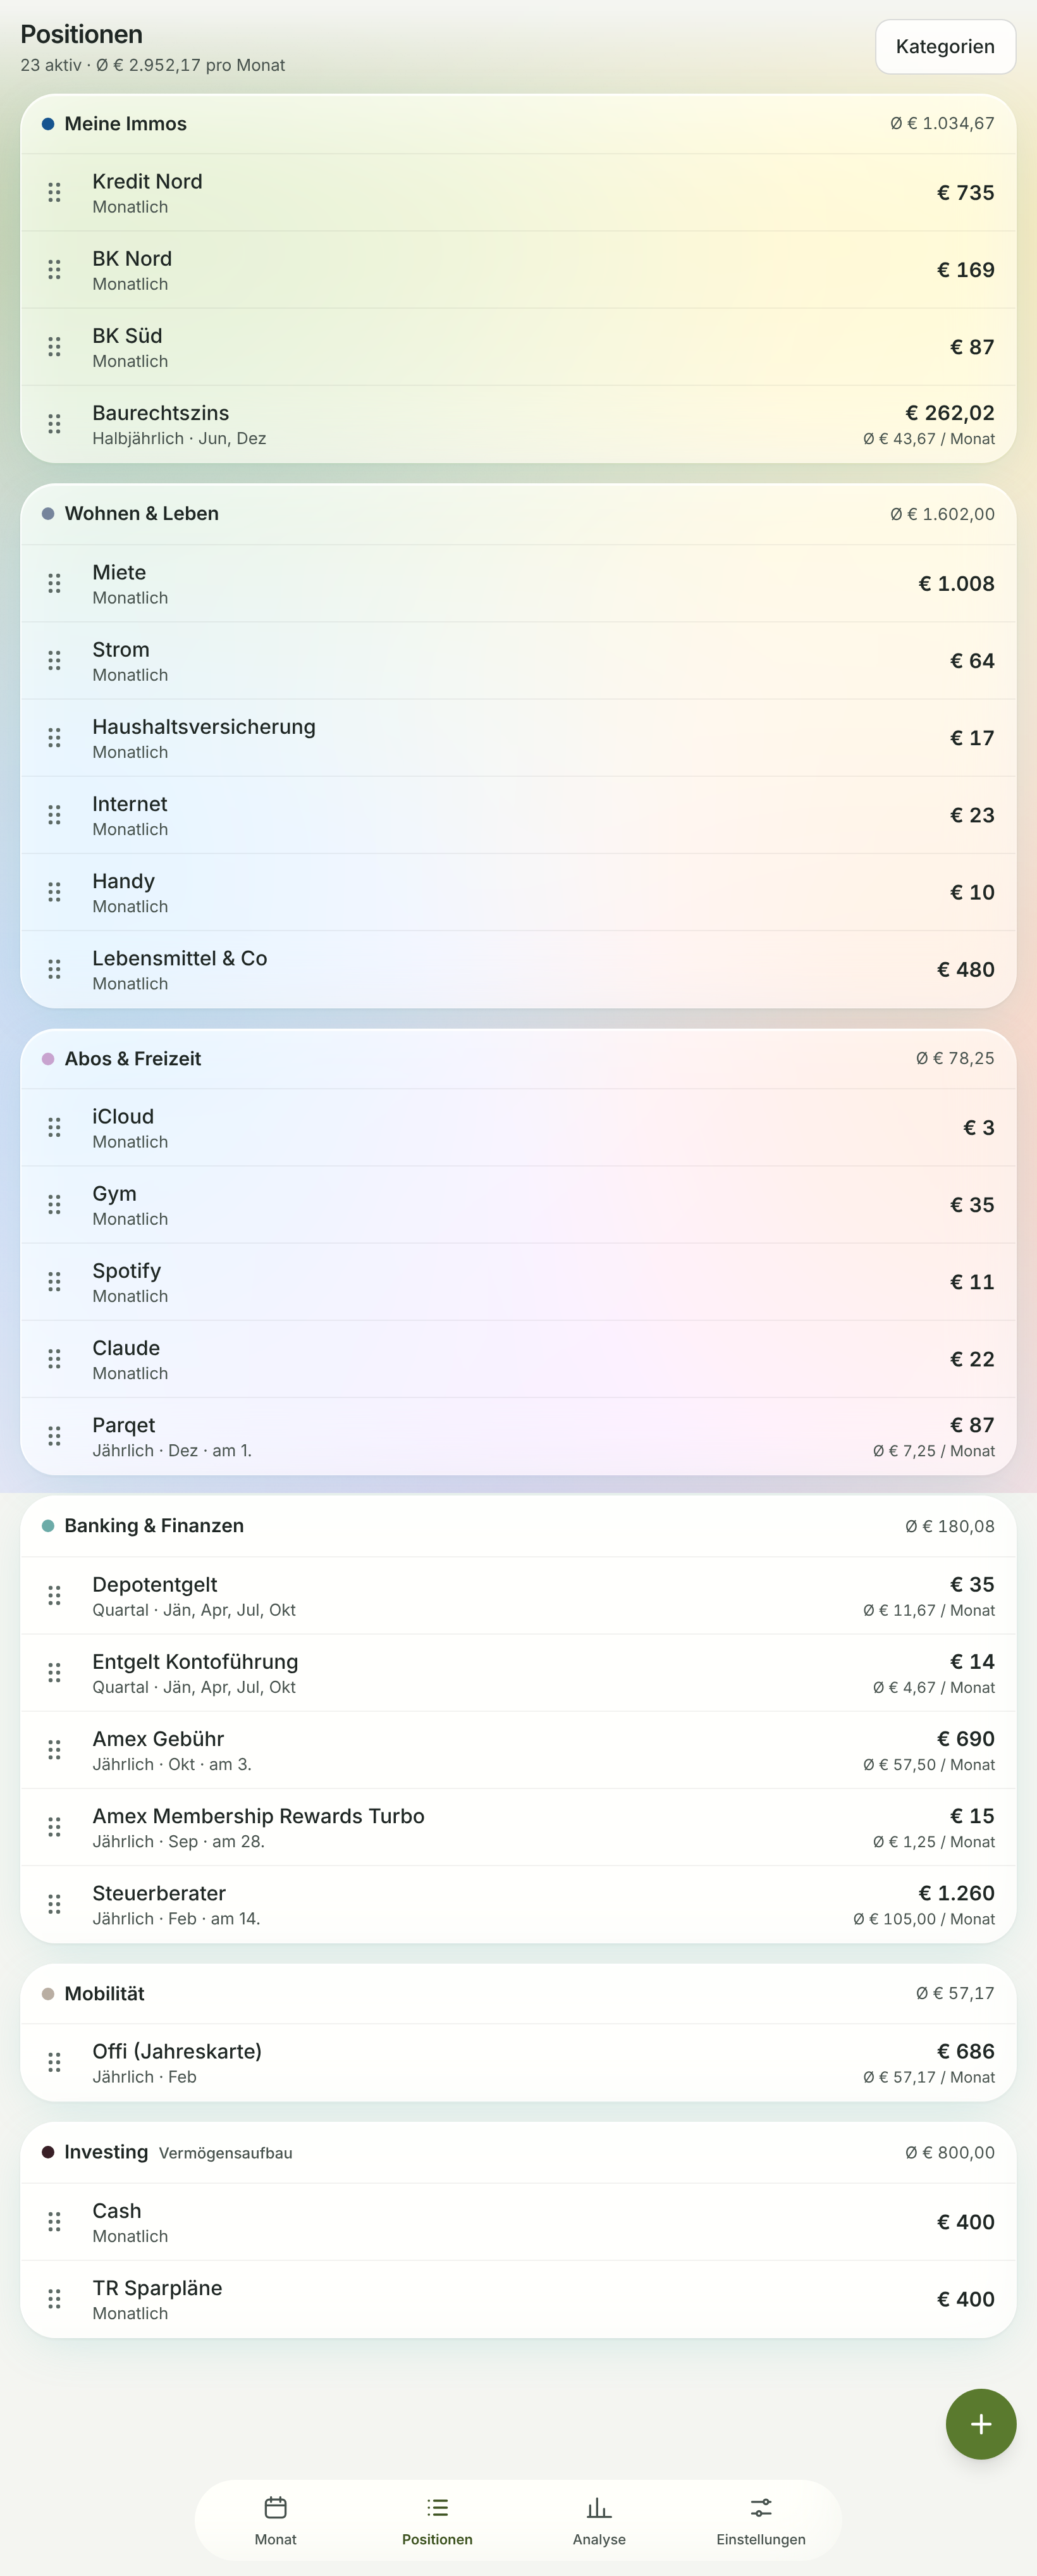 Positionen
23 aktiv · Ø € 2.952,17 pro Monat
Kategorien
Meine Immos
Ø € 1.034,67
Kredit Nord
Monatlich
€ 735
BK Nord
Monatlich
€ 169
BK Süd
Monatlich
€ 87
Baurechtszins
Halbjährlich · Jun, Dez
€ 262,02
Ø € 43,67 / Monat
Wohnen & Leben
Ø € 1.602,00
Miete
Monatlich
€ 1.008
Strom
Monatlich
€ 64
Haushaltsversicherung
Monatlich
€ 17
Internet
Monatlich
€ 23
Handy
Monatlich
€ 10
Lebensmittel & Co
Monatlich
€ 480
Abos & Freizeit
Ø € 78,25
iCloud
Monatlich
€ 3
Gym
Monatlich
€ 35
Spotify
Monatlich
€ 11
Claude
Monatlich
€ 22
Parqet
Jährlich · Dez · am 1.
€ 87
Ø € 7,25 / Monat
Banking & Finanzen
Ø € 180,08
Depotentgelt
Quartal · Jän, Apr, Jul, Okt
€ 35
Ø € 11,67 / Monat
Entgelt Kontoführung
Quartal · Jän, Apr, Jul, Okt
€ 14
Ø € 4,67 / Monat
Amex Gebühr
Jährlich · Okt · am 3.
€ 690
Ø € 57,50 / Monat
Amex Membership Rewards Turbo
Jährlich · Sep · am 28.
€ 15
Ø € 1,25 / Monat
Steuerberater
Jährlich · Feb · am 14.
€ 1.260
Ø € 105,00 / Monat
Mobilität
Ø € 57,17
Offi (Jahreskarte)
Jährlich · Feb
€ 686
Ø € 57,17 / Monat
Investing Vermögensaufbau
Ø € 800,00
Cash
Monatlich
€ 400
TR Sparpläne
Monatlich
€ 400
Monat
Positionen
Analyse
Einstellungen